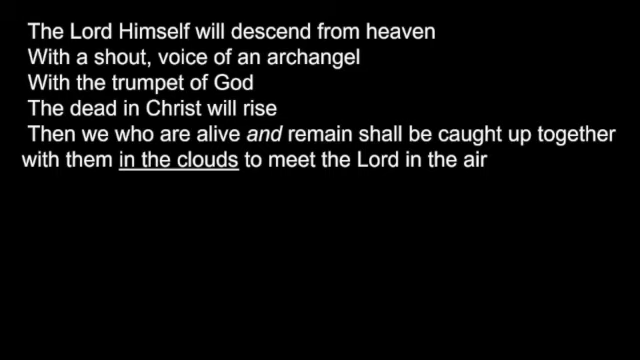 The Lord Himself will descend from heaven
With a shout, voice of an archangel
With the trumpet of God
The dead in Christ will rise
Then we who are alive and remain shall be caught up together
with them in the clouds to meet the Lord in the air